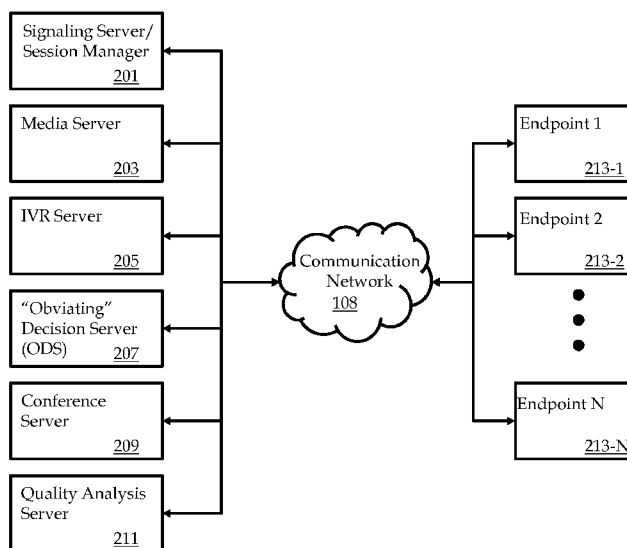 Signaling Server/
Session Manager
201
Media Server
203
IVR Server
205
“Obviating”
Decision Server
(ODS)
207
Conference
Server
209
Quality Analysis
Server
211
Communication
Network
108
Endpoint 1
213-1
Endpoint 2
213-2
Endpoint N
213-N